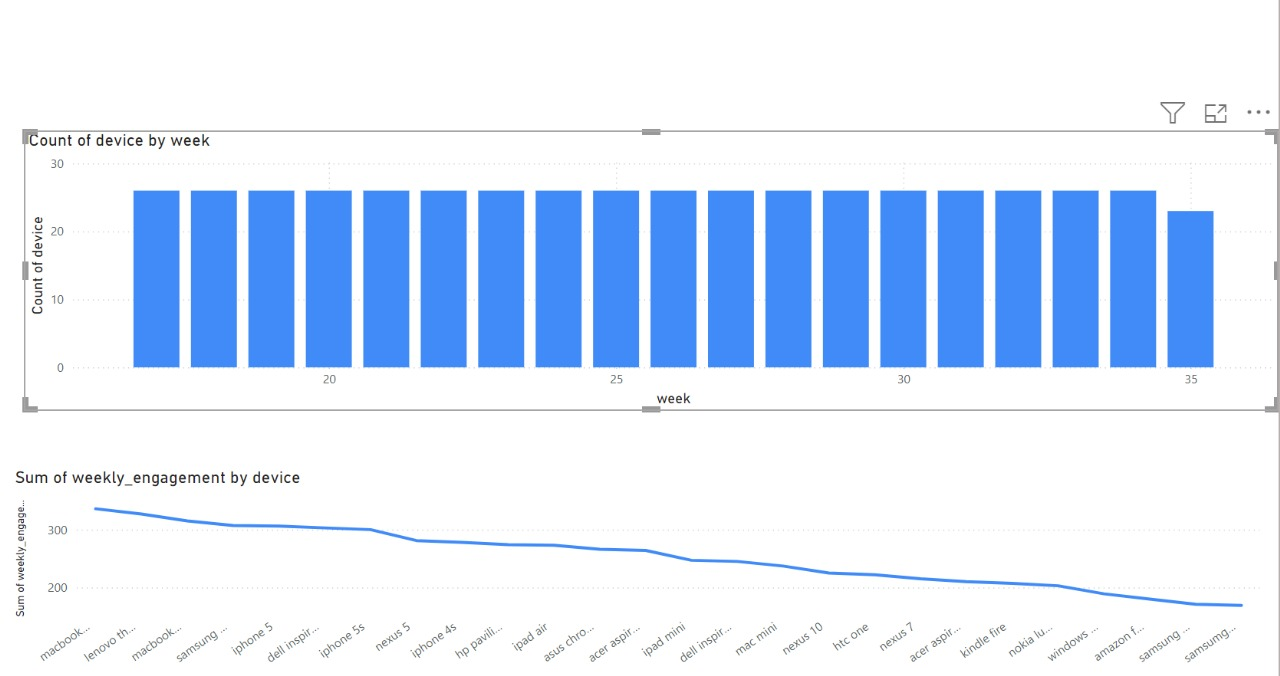 Count of device by week
30
20
10
0
Count of device
20
25
30
35
week
Sum of weekly_engagement by device
300
200
Sum of weekly_engage...
macbook...
lenovo th...
macbook...
samsung ...
iphone 5
dell inspir...
iphone 5s
nexus 5
iphone 4s
hp pavili...
ipad air
asus chro...
acer aspir...
ipad mini
dell inspir...
mac mini
nexus 10
htc one
nexus 7
acer aspir...
kindle fire
nokia lu...
windows ...
amazon f...
samsung ...
samsumg...